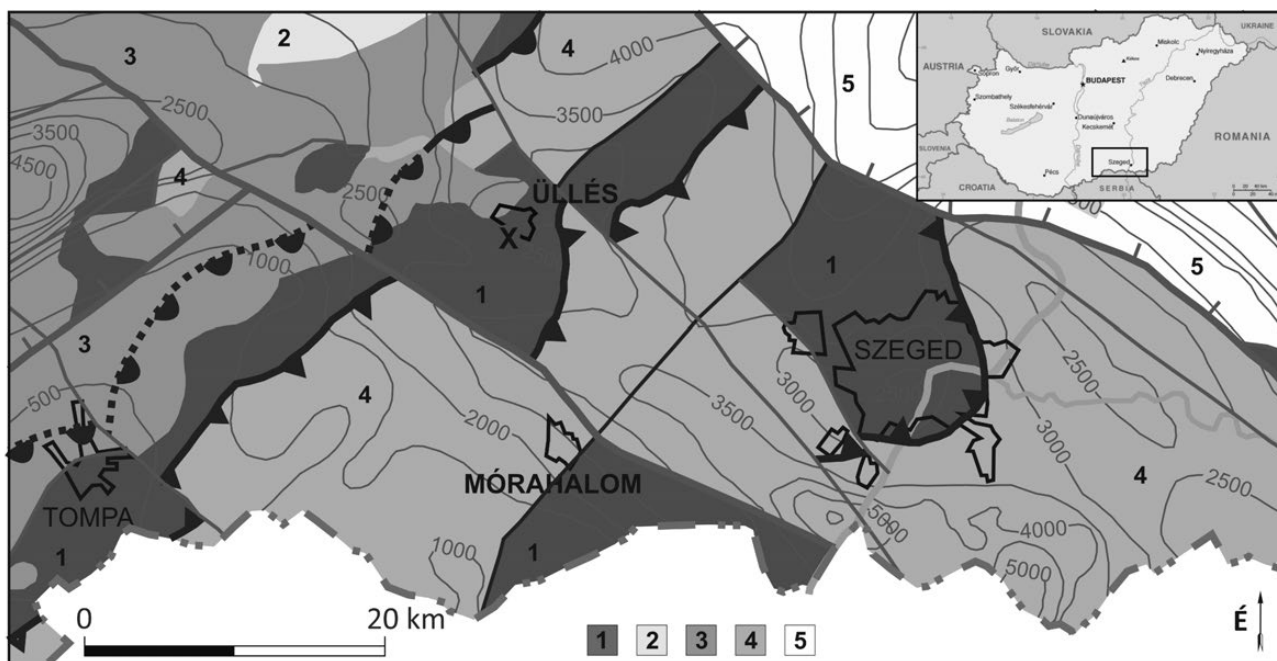 3
2
4
4000
5
2500
3500
3500
4500
4
2500
ÜLLÉS
X
1000
1
1
5
3
SZEGED
2500
500
4
2000
3000
3500
3000
MÓRAHALOM
4
2500
TOMPA
5000
4000
1
1000
1
5000
0
20 km
1
2
3
4
5
É
SLOVAKIA
UKRAINE
AUSTRIA
Sopron
Győr
Miskolc
Nyíregyháza
BUDAPEST
Debrecen
Szombathely
Székesfehérvár
Dunaújváros
Kecskemét
ROMANIA
SLOVENIA
Szeged
Pécs
CROATIA
SERBIA